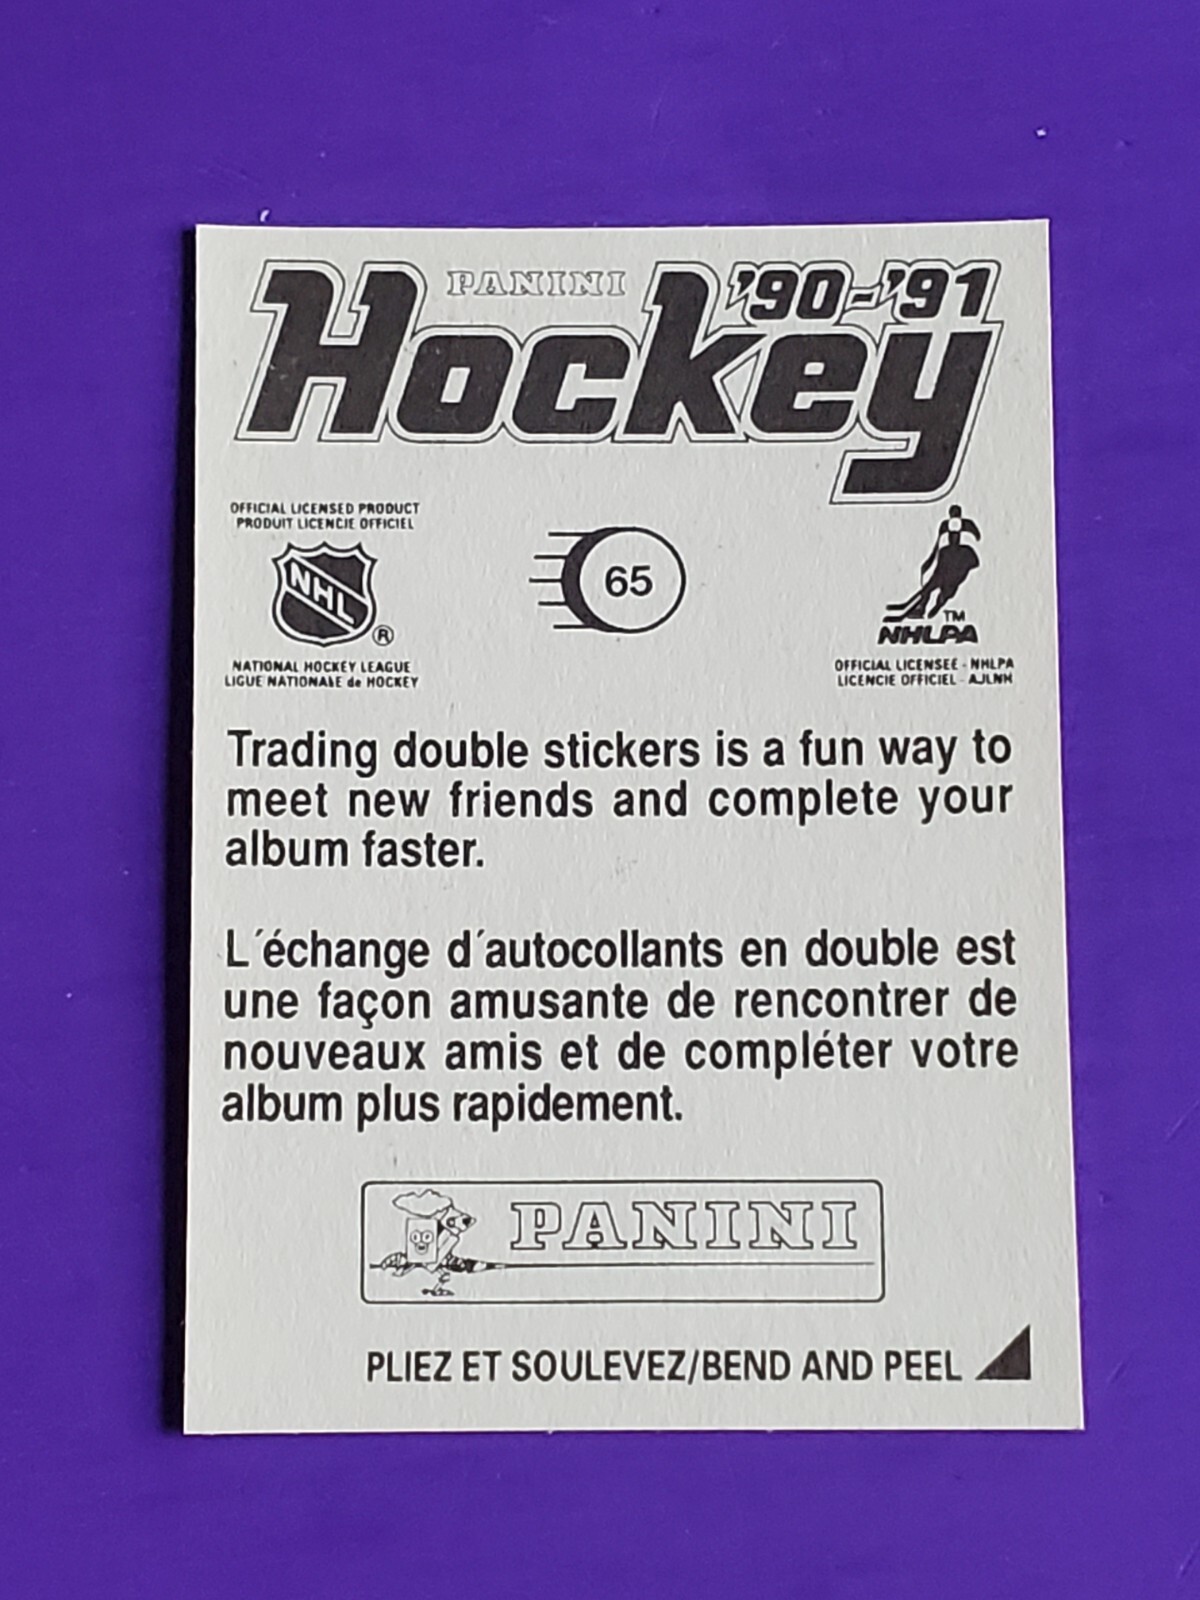 PANINI
Hockey '90-'91
OFFICIAL LICENSED PRODUCT
PRODUIT LICENCIE OFFICIEL
NHL
®
NATIONAL HOCKEY LEAGUE
LIGUE NATIONALE de HOCKEY
65
TM
NHLPA
OFFICIAL LICENSEE - NHLPA
LICENCIE OFFICIEL - AJLNH
Trading double stickers is a fun way to
meet new friends and complete your
album faster.
L´échange d´autocollants en double est
une façon amusante de rencontrer de
nouveaux amis et de compléter votre
album plus rapidement.
PANINI
PLIEZ ET SOULEVEZ/BEND AND PEEL